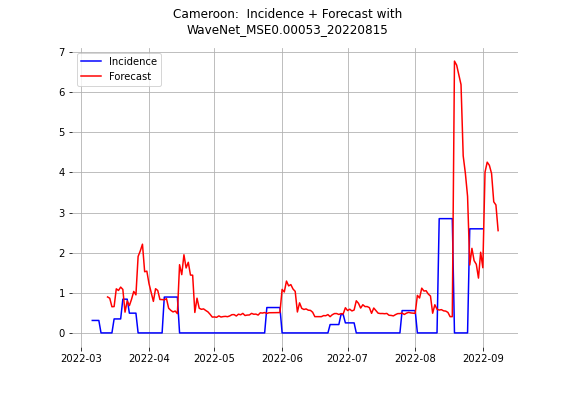 Cameroon:  Incidence + Forecast with
WaveNet_MSE0.00053_20220815
Incidence
Forecast
7
6
5
4
3
2
1
0
2022-03 2022-04 2022-05 2022-06 2022-07 2022-08 2022-09